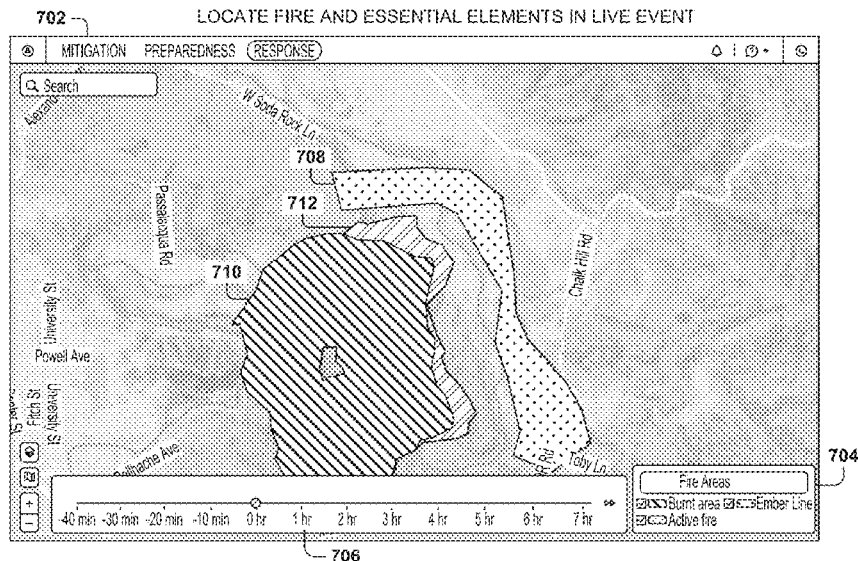 LOCATE FIRE AND ESSENTIAL ELEMENTS IN LIVE EVENT
702
MITIGATION PREPAREDNESS RESPONSE
Search
W Soda Rock Ln
708
712
Passalacqua Rd
710
Chalk Hill Rd
University St
Powell Ave
Fitch St
University St
Toby Ln
704
Fire Areas
Burnt area Ember Line
Active fire
-40 min -30 min -20 min -10 min 0 hr 1 hr 2 hr 3 hr 4 hr 5 hr 6 hr 7 hr
706